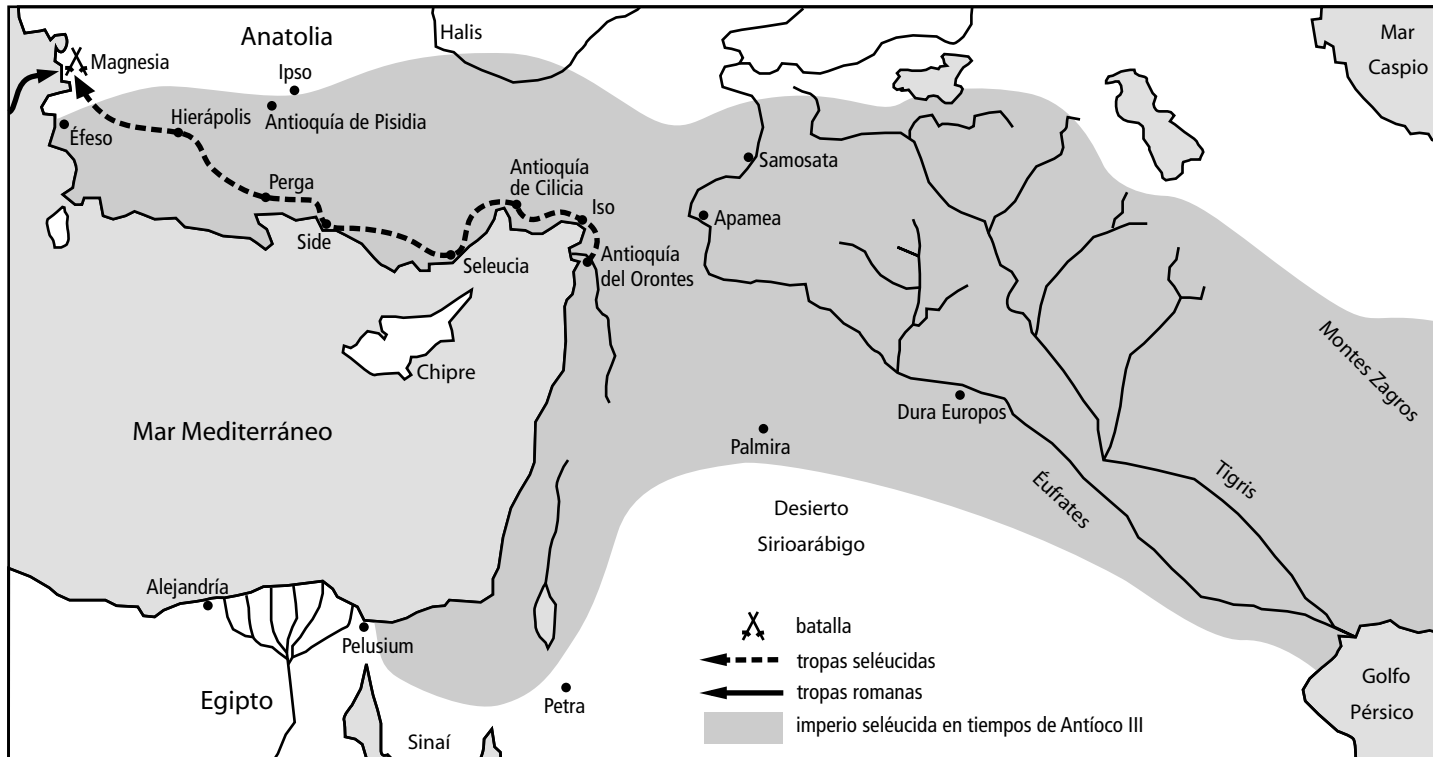 Anatolia
Halis
Mar
Caspio
Magnesia
Ipso
Antioquía de Pisidia
Hierápolis
Éfeso
Samosata
Antioquía
de Cilicia
Perga
Iso
Apamea
Side
Seleucia
Antioquía
del Orontes
Montes Zagros
Chipre
Dura Europos
Mar Mediterráneo
Palmira
Tigris
Éufrates
Desierto
Sirioarábigo
Alejandría
Pelusium
Egipto
Petra
Sinaí
Golfo
Pérsico
batalla
tropas seléucidas
tropas romanas
imperio seléucida en tiempos de Antíoco III